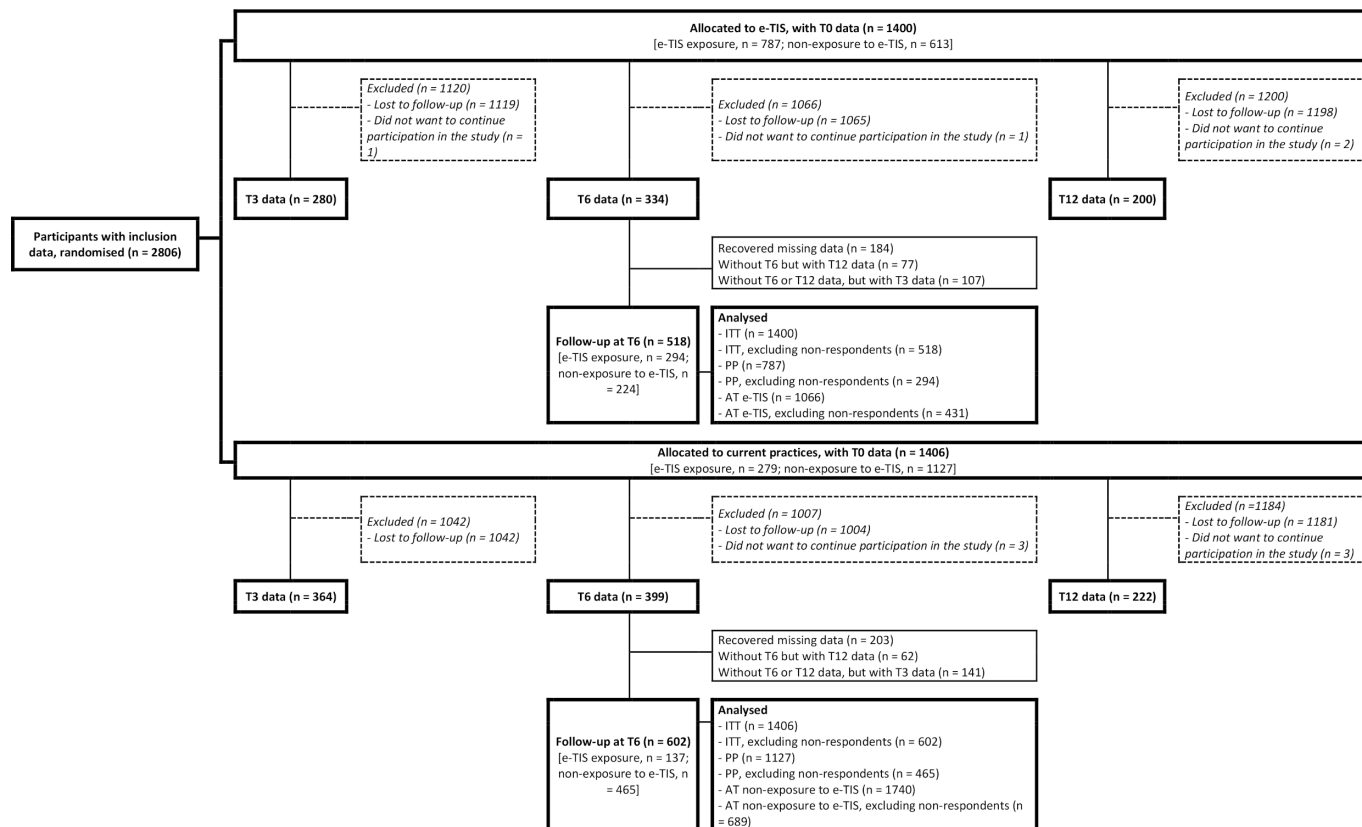 Allocated to e-TIS, with T0 data (n = 1400)
[e-TIS exposure, n = 787; non-exposure to e-TIS, n = 613]
Excluded (n = 1120)
- Lost to follow-up (n = 1119)
- Did not want to continue
participation in the study (n =
1)
Excluded (n = 1066)
- Lost to follow-up (n = 1065)
- Did not want to continue participation in the study (n = 1)
Excluded (n = 1200)
- Lost to follow-up (n = 1198)
- Did not want to continue
participation in the study (n = 2)
T3 data (n = 280)
T6 data (n = 334)
T12 data (n = 200)
Participants with inclusion
data, randomised (n = 2806)
Recovered missing data (n = 184)
Without T6 but with T12 data (n = 77)
Without T6 or T12 data, but with T3 data (n = 107)
Follow-up at T6 (n = 518)
[e-TIS exposure, n = 294;
non-exposure to e-TIS, n
= 224]
Analysed
- ITT (n = 1400)
- ITT, excluding non-respondents (n = 518)
- PP (n =787)
- PP, excluding non-respondents (n = 294)
- AT e-TIS (n = 1066)
- AT e-TIS, excluding non-respondents (n = 431)
Allocated to current practices, with T0 data (n = 1406)
[e-TIS exposure, n = 279; non-exposure to e-TIS, n = 1127]
Excluded (n = 1042)
- Lost to follow-up (n = 1042)
Excluded (n = 1007)
- Lost to follow-up (n = 1004)
- Did not want to continue participation in the study (n = 3)
Excluded (n =1184)
- Lost to follow-up (n = 1181)
- Did not want to continue
participation in the study (n = 3)
T3 data (n = 364)
T6 data (n = 399)
T12 data (n = 222)
Recovered missing data (n = 203)
Without T6 but with T12 data (n = 62)
Without T6 or T12 data, but with T3 data (n = 141)
Follow-up at T6 (n = 602)
[e-TIS exposure, n = 137;
non-exposure to e-TIS, n
= 465]
Analysed
- ITT (n = 1406)
- ITT, excluding non-respondents (n = 602)
- PP (n = 1127)
- PP, excluding non-respondents (n = 465)
- AT non-exposure to e-TIS (n = 1740)
- AT non-exposure to e-TIS, excluding non-respondents (n
= 689)